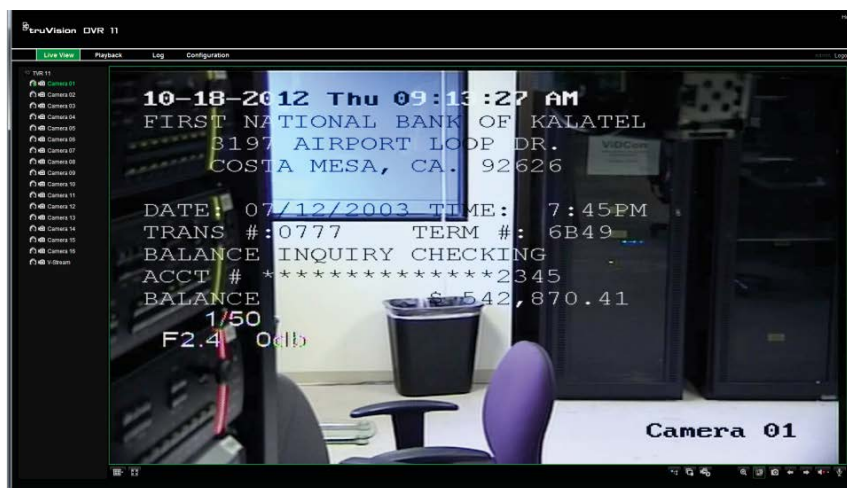 truVision DVR 11
Live View Playback Log Configuration
TVR 11
Camera 01
Camera 02
Camera 03
Camera 04
Camera 05
Camera 06
Camera 07
Camera 08
Camera 09
Camera 10
Camera 11
Camera 12
Camera 13
Camera 14
Camera 15
Camera 16
V-Stream
10-18-2012 Thu 09:13:27 AM
FIRST NATIONAL BANK OF KALATEL
3197 AIRPORT LOOP DR.
COSTA MESA, CA. 92626
ViDCom
DATE: 07/12/2003 TIME: 7:45PM
TRANS #:0777 TERM #: 6B49
BALANCE INQUIRY CHECKING
ACCT # *************2345
BALANCE $ 542,870.41
1/50
F2.4 0db
Camera 01